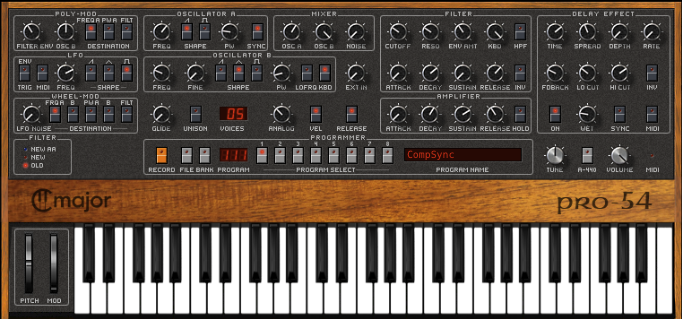 POLY-MOD
FILTER ENV OSC B FREQ A PWA FILT
DESTINATION
OSCILLATOR A
FREQ SHAPE PW SYNC
MIXER
OSC A OSC B NOISE
FILTER
CUTOFF RESO ENV AMT KBD HPF
ATTACK DECAY SUSTAIN RELEASE INV
DELAY EFFECT
TIME SPREAD DEPTH RATE
FDBACK LO CUT HI CUT INV
ON WET SYNC MIDI
LFO
ENV
TRIG MIDI FREQ SHAPE
OSCILLATOR B
FREQ FINE SHAPE PW LOFRQ KBD
EXT IN
WHEEL-MOD
FRQA B PWA B FILT
LFO NOISE DESTINATION
GLIDE UNISON 05 VOICES ANALOG VEL RELEASE
AMPLIFIER
ATTACK DECAY SUSTAIN RELEASE HOLD
FILTER
NEW AA
NEW
OLD
PROGRAMMER
1 2 3 4 5 6 7 8
111 CompSync
RECORD FILE BANK PROGRAM PROGRAM SELECT PROGRAM NAME
TUNE A-440 VOLUME MIDI
major pro-54
PITCH MOD